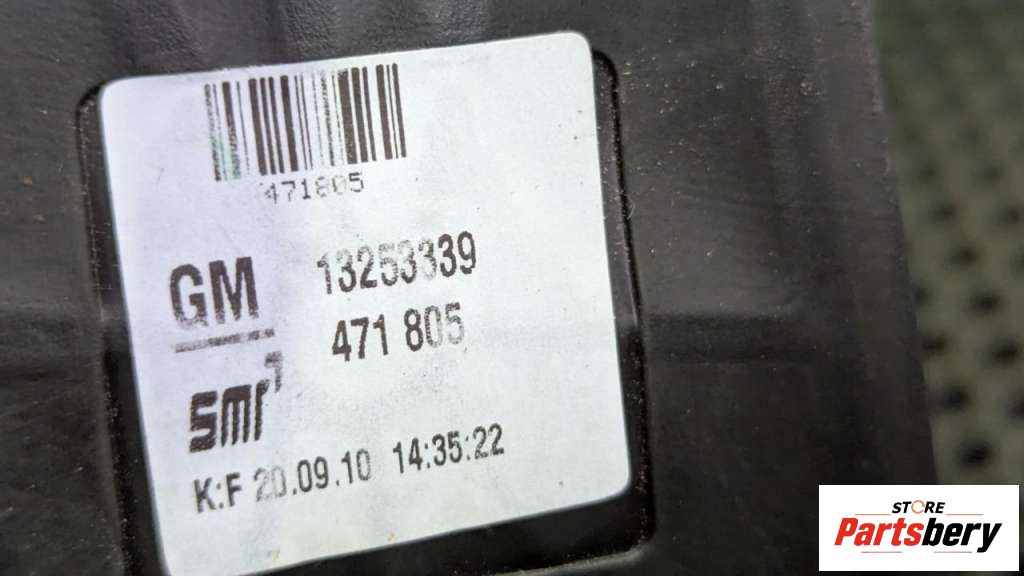 471805
GM 13253339
471 805
smr
K:F 20.09.10 14:35:22
STORE
Partsbery